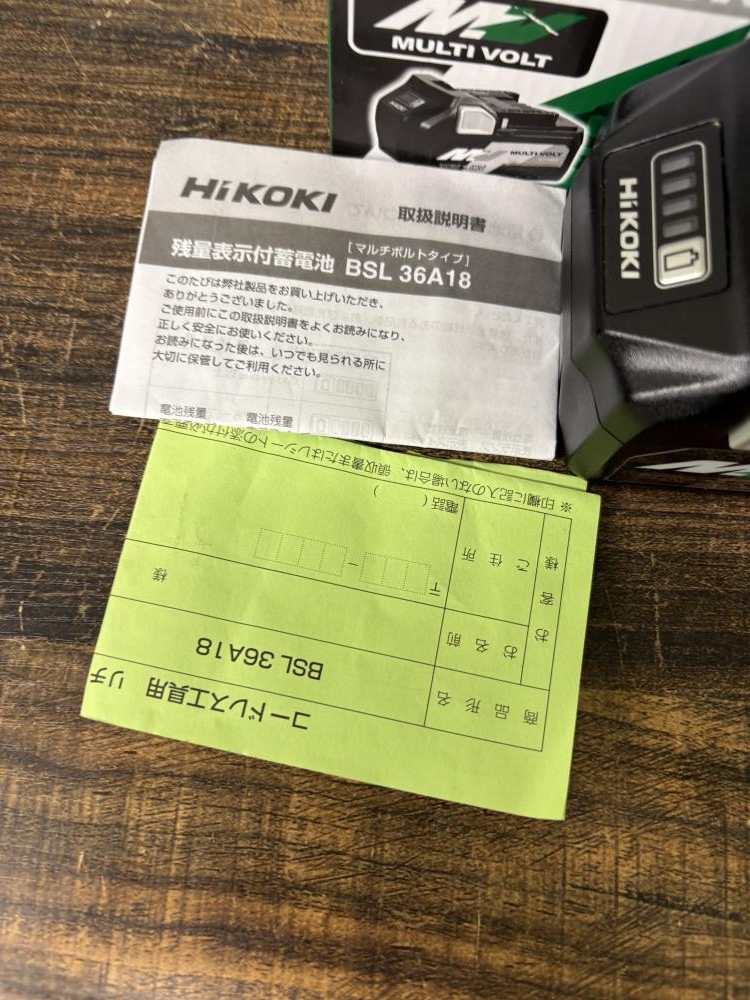 MULTI VOLT
MULTI VOLT
HiKOKI
HiKOKI 取扱説明書
残量表示付蓄電池 [マルチボルトタイプ] BSL 36A18
このたびは弊社製品をお買い上げいただき、
ありがとうございました。
ご使用前にこの取扱説明書をよくお読みになり、
正しく安全にお使いください。
お読みになった後は、いつでも見られる所に
大切に保管してご利用ください。
電池残量 電池残量
コードレス工具用 リチ
商品形名 BSL 36A18
お客様 お名前 様
ご住所 〒 -
電話 ( )
※印欄に記入のない場合は、領収書またはレシートの添付が必要